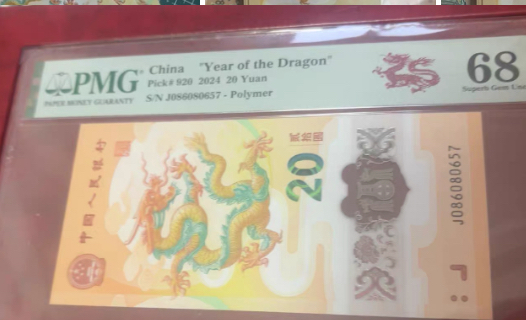 PMG
PAPER MONEY GUARANTY
China "Year of the Dragon"
Pick# 920 2024 20 Yuan
S/N J086080657 - Polymer
68
Superb Gem Unc
中国人民银行
20
贰拾圆
J086080657